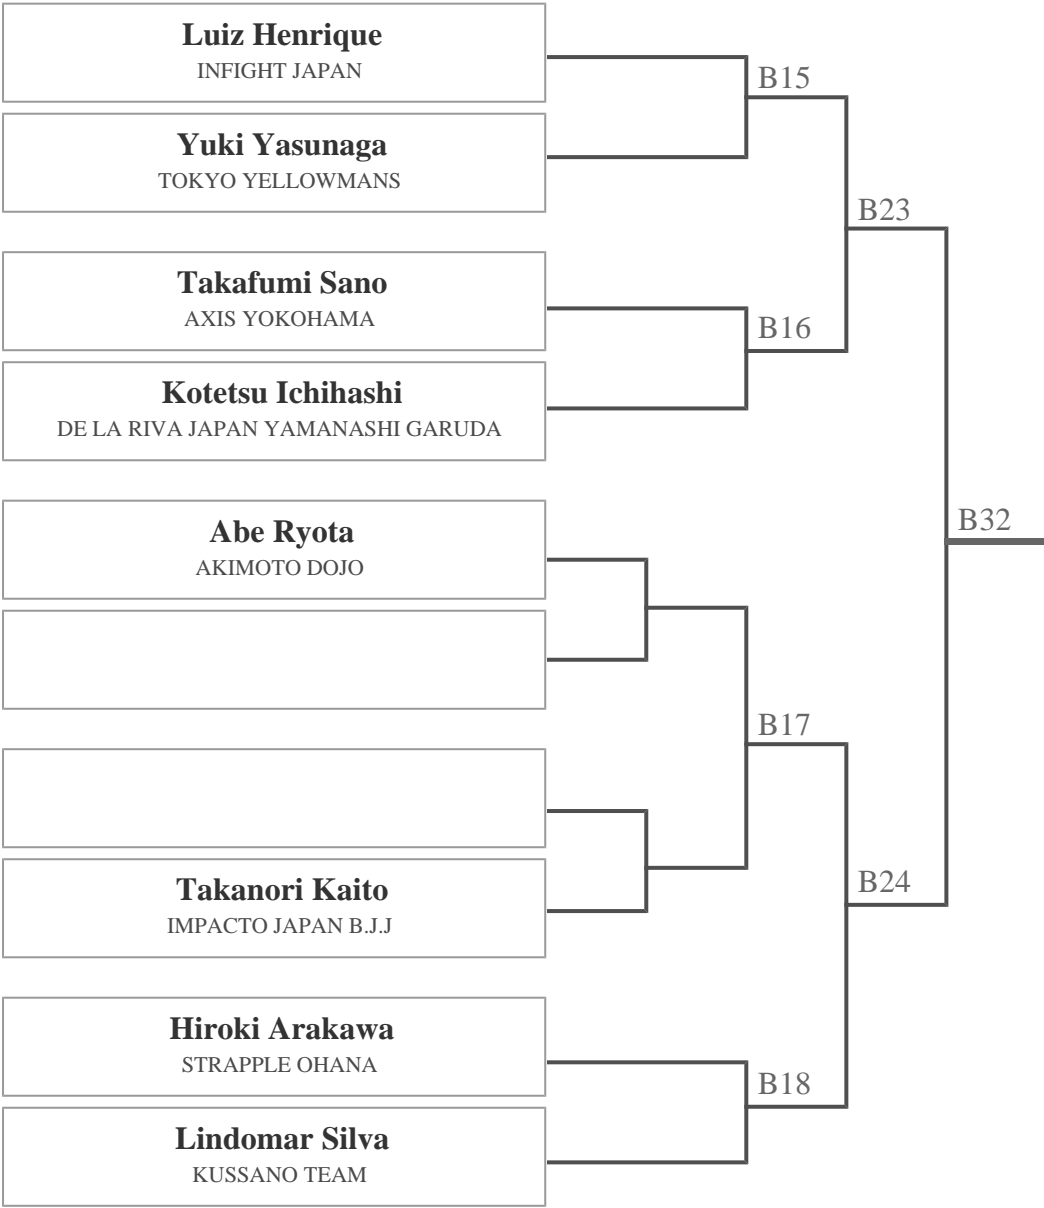 Luiz Henrique
INFIGHT JAPAN
B15
Yuki Yasunaga
TOKYO YELLOWMANS
B23
Takafumi Sano
AXIS YOKOHAMA
B16
Kotetsu Ichihashi
DE LA RIVA JAPAN YAMANASHI GARUDA
Abe Ryota
AKIMOTO DOJO
B32
B17
Takanori Kaito
IMPACTO JAPAN B.J.J
B24
Hiroki Arakawa
STRAPPLE OHANA
B18
Lindomar Silva
KUSSANO TEAM